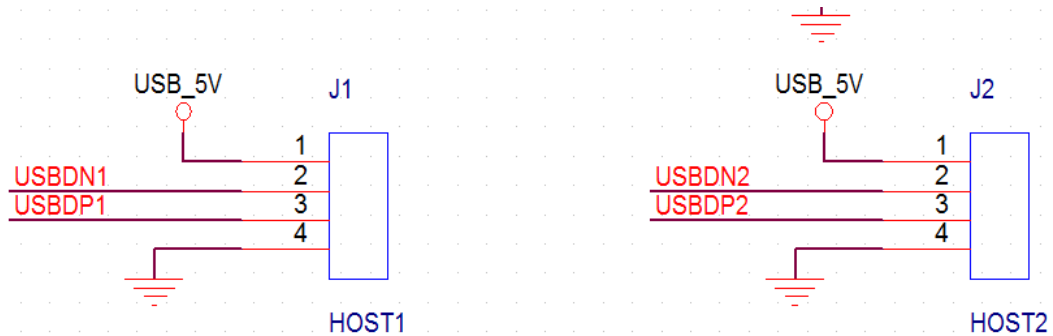 USB_5V J1
1
USBDN1 2
USBDP1 3
4
HOST1
USB_5V J2
1
USBDN2 2
USBDP2 3
4
HOST2